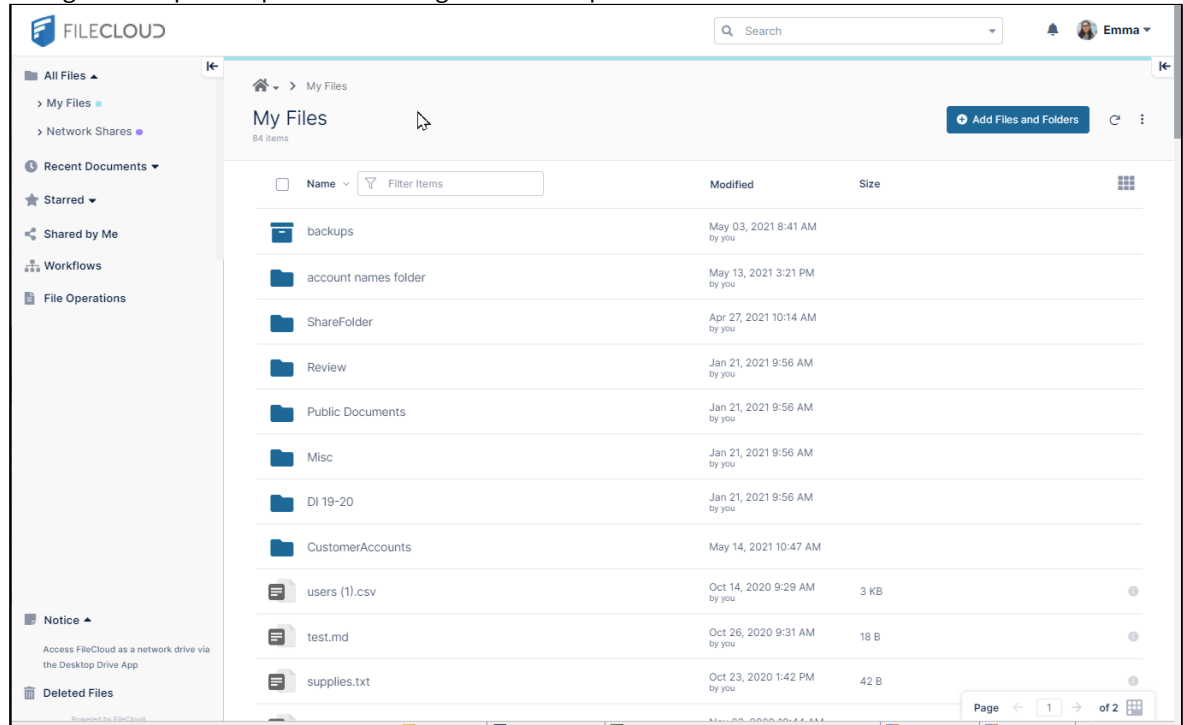 FILECLOUD
Search
Emma
All Files
My Files
Network Shares
Recent Documents
Starred
Shared by Me
Workflows
File Operations
Notice
Access FileCloud as a network drive via
the Desktop Drive App
Deleted Files
Powered by FileCloud
My Files
My Files
84 items
Add Files and Folders
Name Filter Items Modified Size
backups May 03, 2021 8:41 AM
by you
account names folder May 13, 2021 3:21 PM
by you
ShareFolder Apr 27, 2021 10:14 AM
by you
Review Jan 21, 2021 9:56 AM
by you
Public Documents Jan 21, 2021 9:56 AM
by you
Misc Jan 21, 2021 9:56 AM
by you
DI 19-20 Jan 21, 2021 9:56 AM
by you
CustomerAccounts May 14, 2021 10:47 AM
users (1).csv Oct 14, 2020 9:29 AM 3 KB
by you
test.md Oct 26, 2020 9:31 AM 18 B
by you
supplies.txt Oct 23, 2020 1:42 PM 42 B
by you
Page 1 of 2